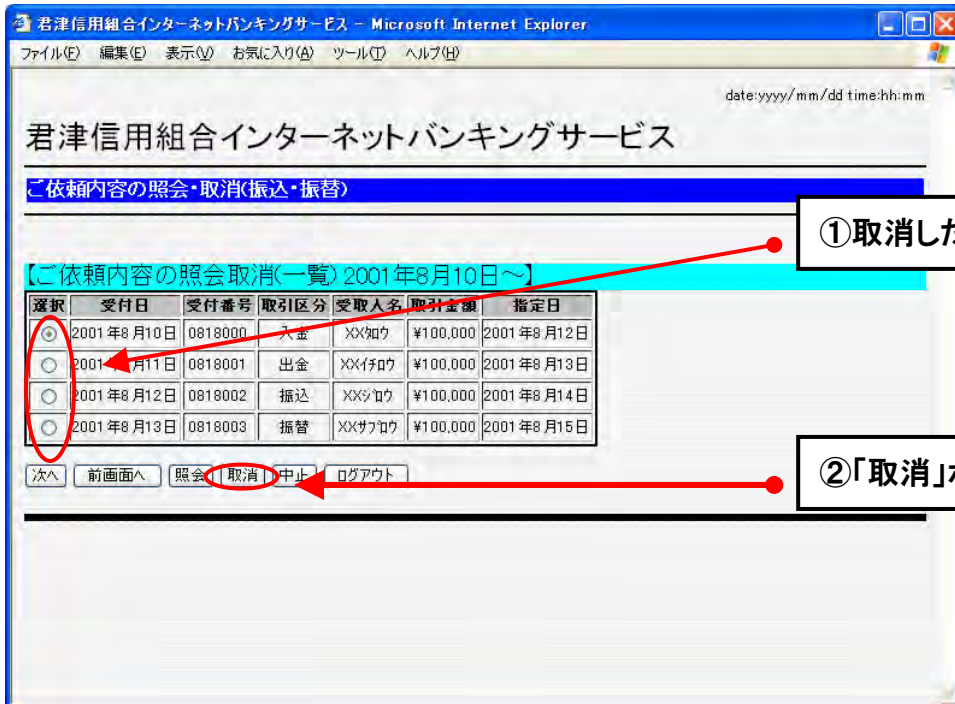 君津信用組合インターネットバンキングサービス - Microsoft Internet Explorer
ファイル(F) 編集(E) 表示(V) お気に入り(A) ツール(T) ヘルプ(H)
date:yyyy/mm/dd time:hh:mm
君津信用組合インターネットバンキングサービス
ご依頼内容の照会・取消(振込・振替)
①取消した
【ご依頼内容の照会取消(一覧) 2001年8月10日~】
選択 受付日 受付番号 取引区分 受取人名 取引金額 指定日
2001年8月10日 0818000 入金 ¥100,000 2001年8月12日
2001 月11日 0818001 出金 XXイチロウ ¥100,000 2001年8月13日
2001年8月12日 0818002 振込 XXジロウ ¥100,000 2001年8月14日
2001年8月13日 0818003 振替 XXサブロウ ¥100,000 2001年8月15日
次へ 前画面へ 照会 取消 中止 ログアウト
②「取消」